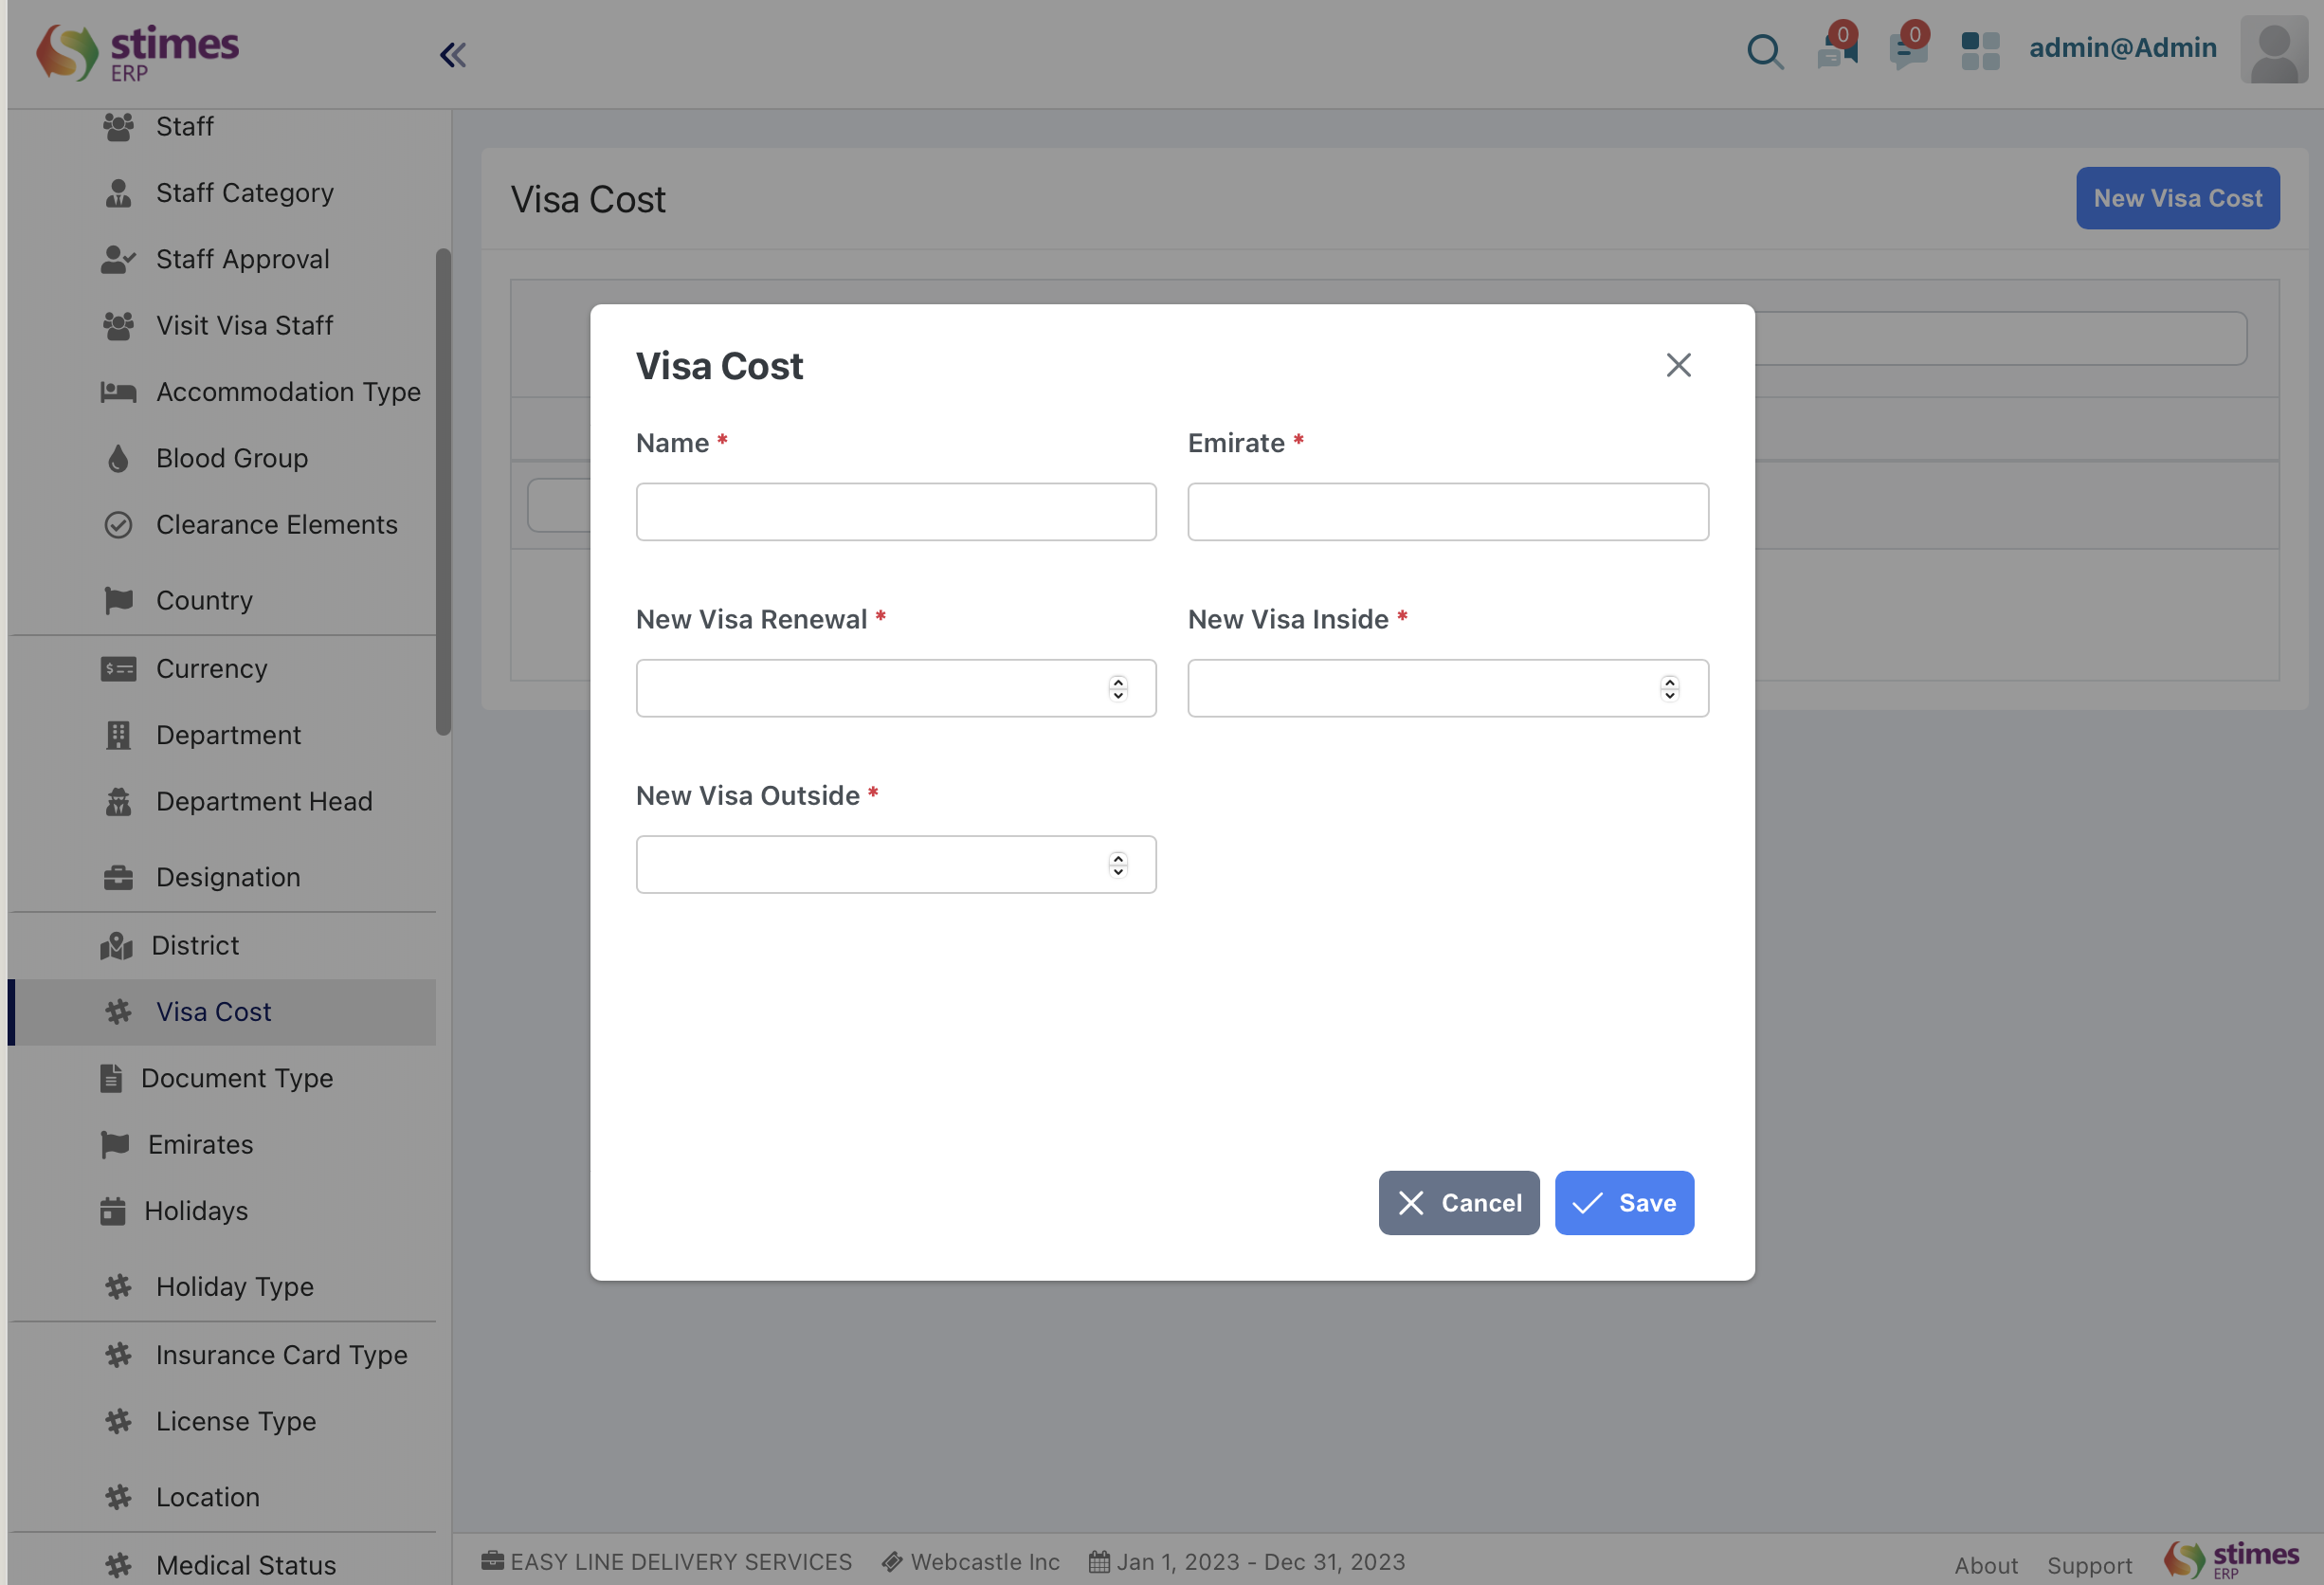 stimes
ERP
0
0
admin@Admin
Staff
Staff Category
Staff Approval
Visit Visa Staff
Accommodation Type
Blood Group
Clearance Elements
Country
Currency
Department
Department Head
Designation
District
Visa Cost
Document Type
Emirates
Holidays
Holiday Type
Insurance Card Type
License Type
Location
Medical Status
Visa Cost
New Visa Cost
Visa Cost
Name *
Emirate *
New Visa Renewal *
New Visa Inside *
New Visa Outside *
Cancel
Save
EASY LINE DELIVERY SERVICES
Webcastle Inc
Jan 1, 2023 - Dec 31, 2023
About
Support
stimes
ERP